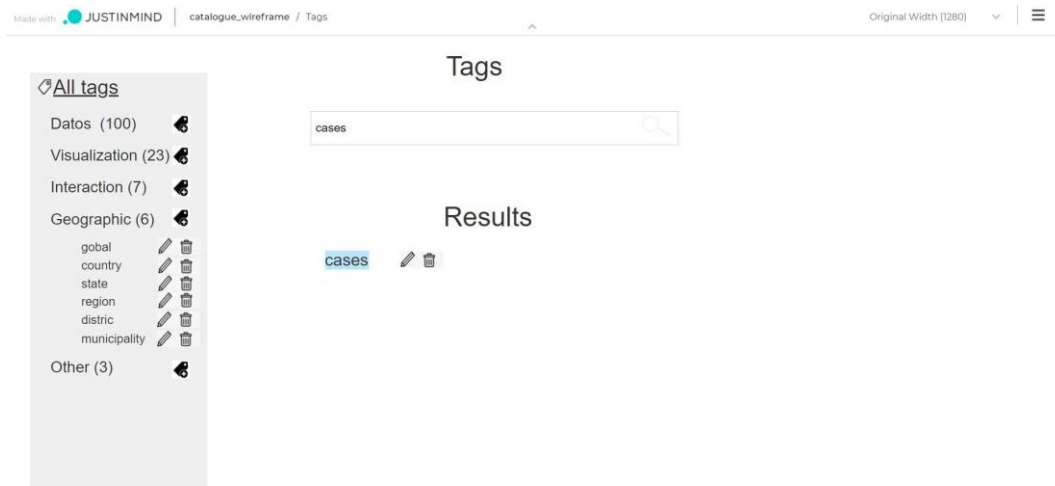 Made with JUSTINMIND catalogue_wireframe / Tags Original Width (1280)
Tags
All tags
Datos (100)
cases
Visualization (23)
Interaction (7)
Geographic (6)
Results
gobal
cases
country
state
region
distric
municipality
Other (3)